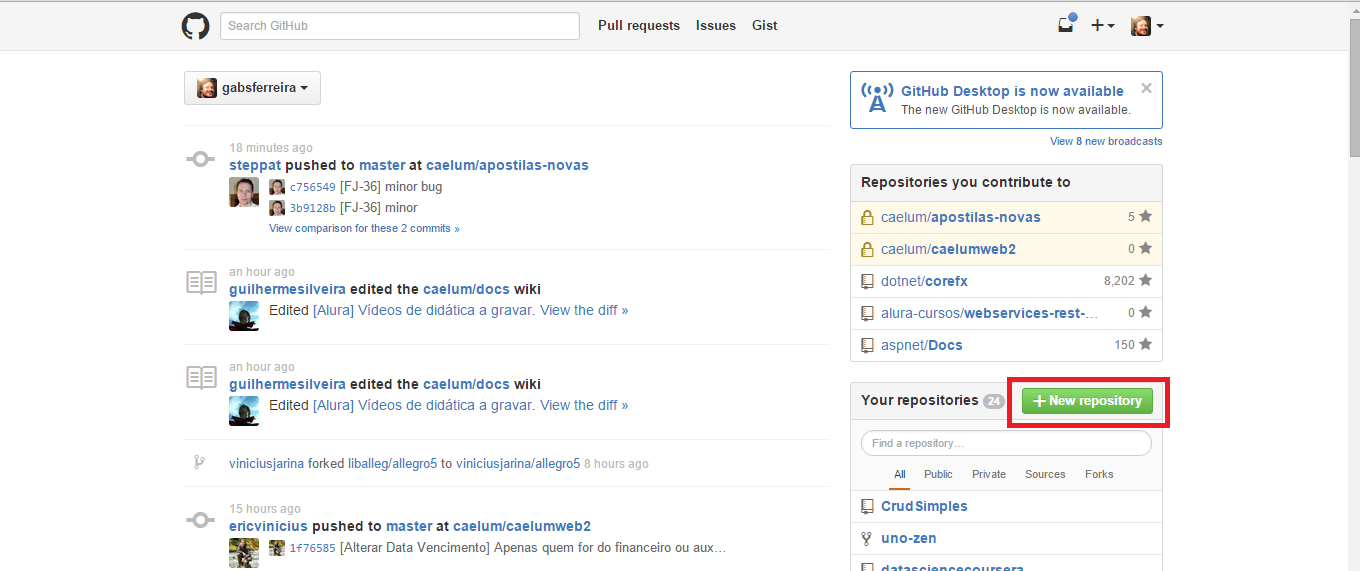 Search GitHub
Pull requests Issues Gist
gabsferreira
18 minutes ago
steppat pushed to master at caelum/apostilas-novas
c756549 [FJ-36] minor bug
3b9128b [FJ-36] minor
View comparison for these 2 commits »
an hour ago
guilhermesilveira edited the caelum/docs wiki
Edited [Alura] Vídeos de didática a gravar. View the diff »
an hour ago
guilhermesilveira edited the caelum/docs wiki
Edited [Alura] Vídeos de didática a gravar. View the diff »
viniciusjarina forked liballeg/allegro5 to viniciusjarina/allegro5 8 hours ago
15 hours ago
ericvinicius pushed to master at caelum/caelumweb2
1f76585 [Alterar Data Vencimento] Apenas quem for do financeiro ou aux…
GitHub Desktop is now available
The new GitHub Desktop is now available.
View 8 new broadcasts
Repositories you contribute to
caelum/apostilas-novas 5
caelum/caelumweb2 0
dotnet/corefx 8,202
alura-cursos/webservices-rest-… 0
aspnet/Docs 150
Your repositories 24 New repository
Find a repository…
All Public Private Sources Forks
CrudSimples
uno-zen
datasciencecoursera